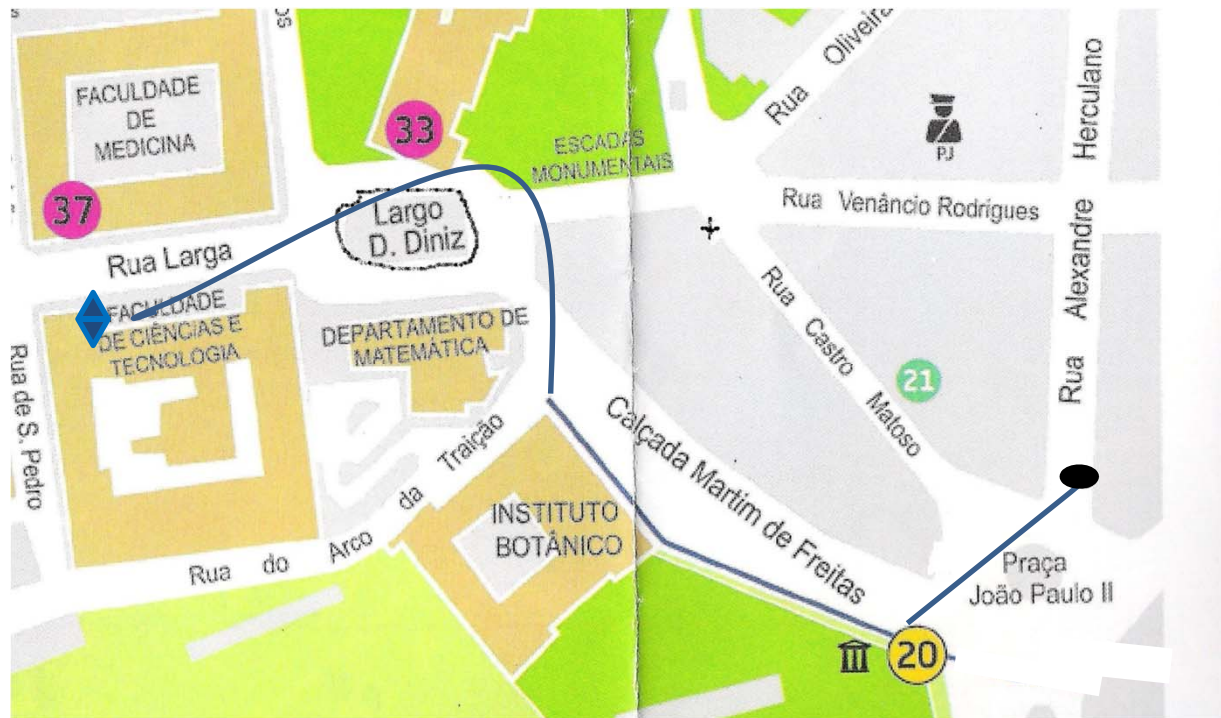 FACULDADE
DE
MEDICINA
37
33
ESCADAS
MONUMENTAIS
Rua Oliveira
PJ
Rua Alexandre Herculano
Rua Venâncio Rodrigues
Largo
D. Diniz
Rua Larga
FACULDADE
DE CIÊNCIAS E
TECNOLOGIA
DEPARTAMENTO DE
MATEMÁTICA
Rua Castro Matoso
21
Rua de S. Pedro
Calçada Martim de Freitas
Rua do Arco da Traição
INSTITUTO
BOTÂNICO
Praça
João Paulo II
20